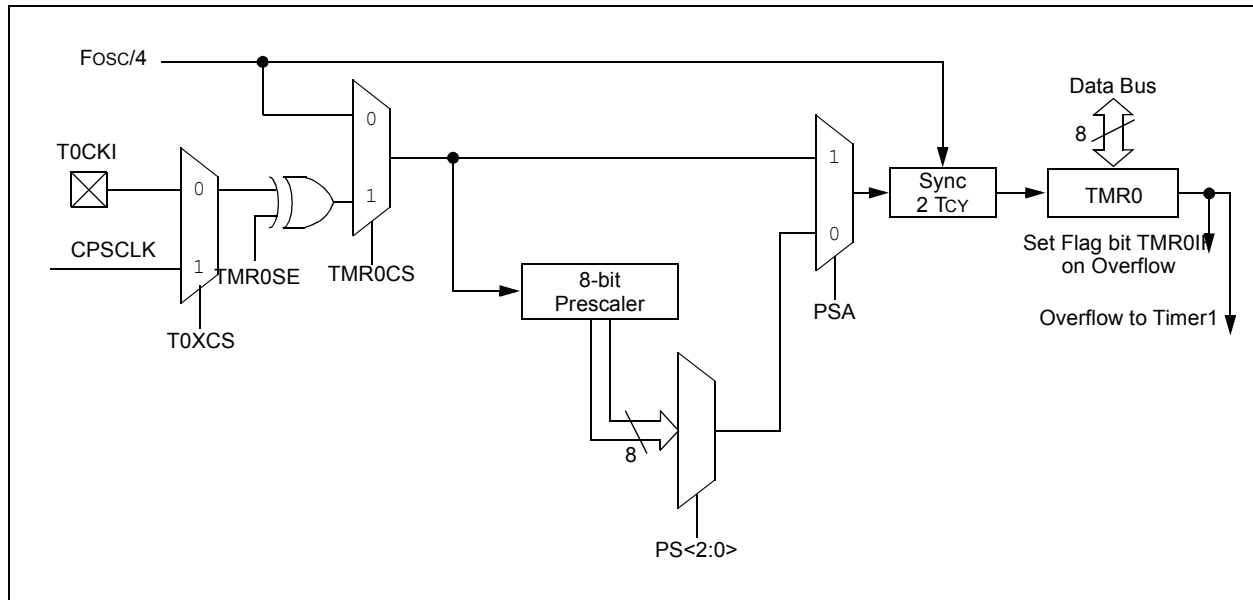 FOSC/4
Data Bus
8
0
T0CKI
0
1
1
Sync
2 TCY
TMR0
CPSCLK
1
TMR0SE
TMR0CS
0
Set Flag bit TMR0IF
on Overflow
8-bit
Prescaler
PSA
T0XCS
Overflow to Timer1
8
PS<2:0>